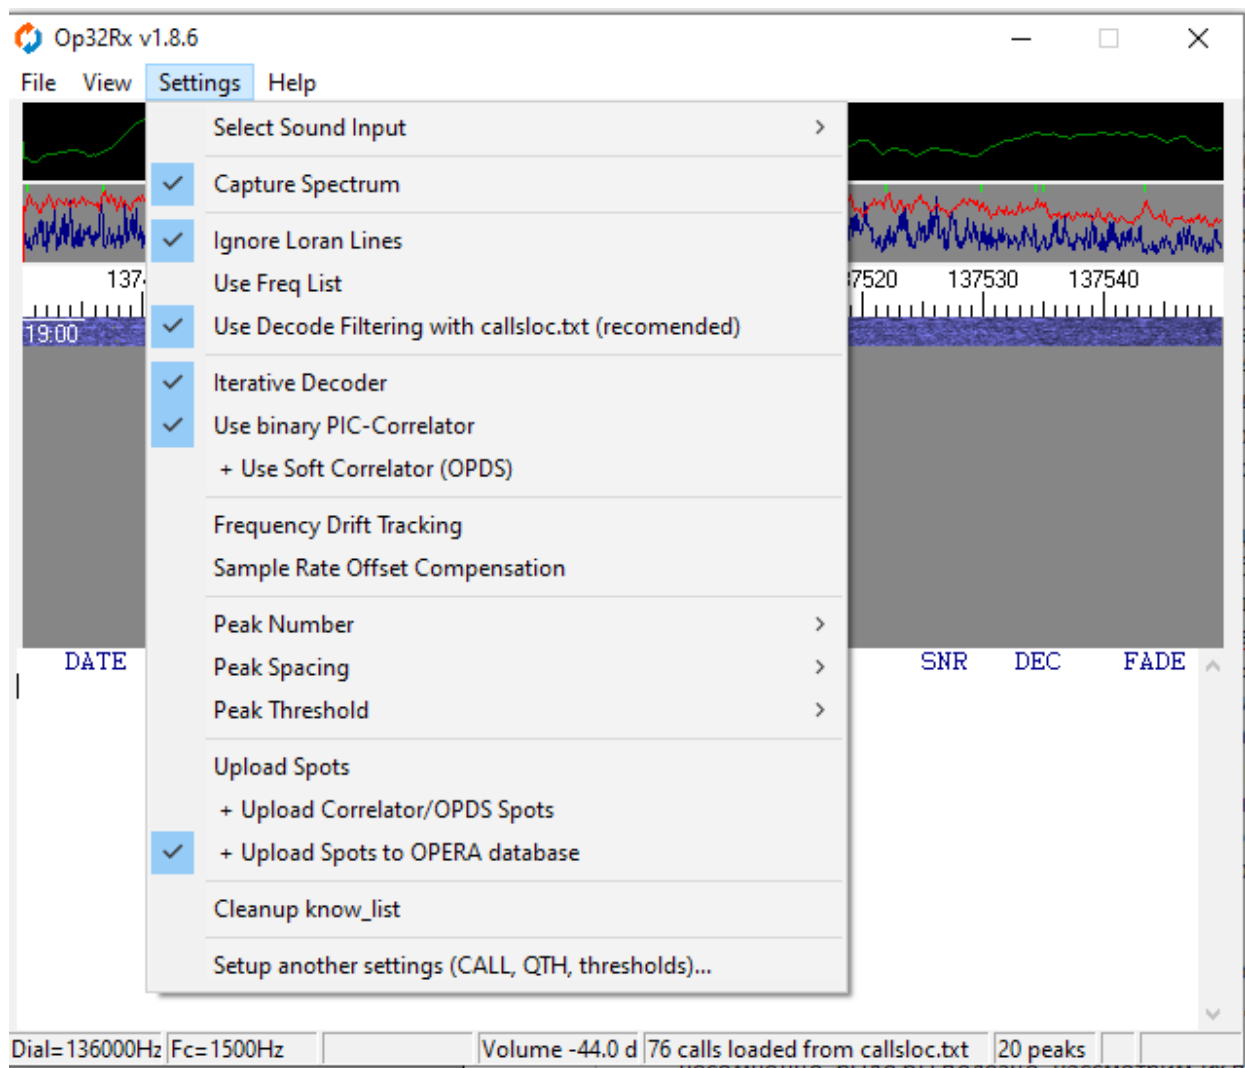 Op32Rx v1.8.6
File View Settings Help
Select Sound Input
Capture Spectrum
Ignore Loran Lines
Use Freq List
137520 137530 137540
Use Decode Filtering with callsloc.txt (recomended)
19:00
Iterative Decoder
Use binary PIC-Correlator
+ Use Soft Correlator (OPDS)
Frequency Drift Tracking
Sample Rate Offset Compensation
Peak Number
DATE SNR DEC FADE
Peak Spacing
Peak Threshold
Upload Spots
+ Upload Correlator/OPDS Spots
+ Upload Spots to OPERA database
Cleanup know_list
Setup another settings (CALL, QTH, thresholds)...
Dial=136000Hz Fc=1500Hz Volume -44.0 d 76 calls loaded from callsloc.txt 20 peaks